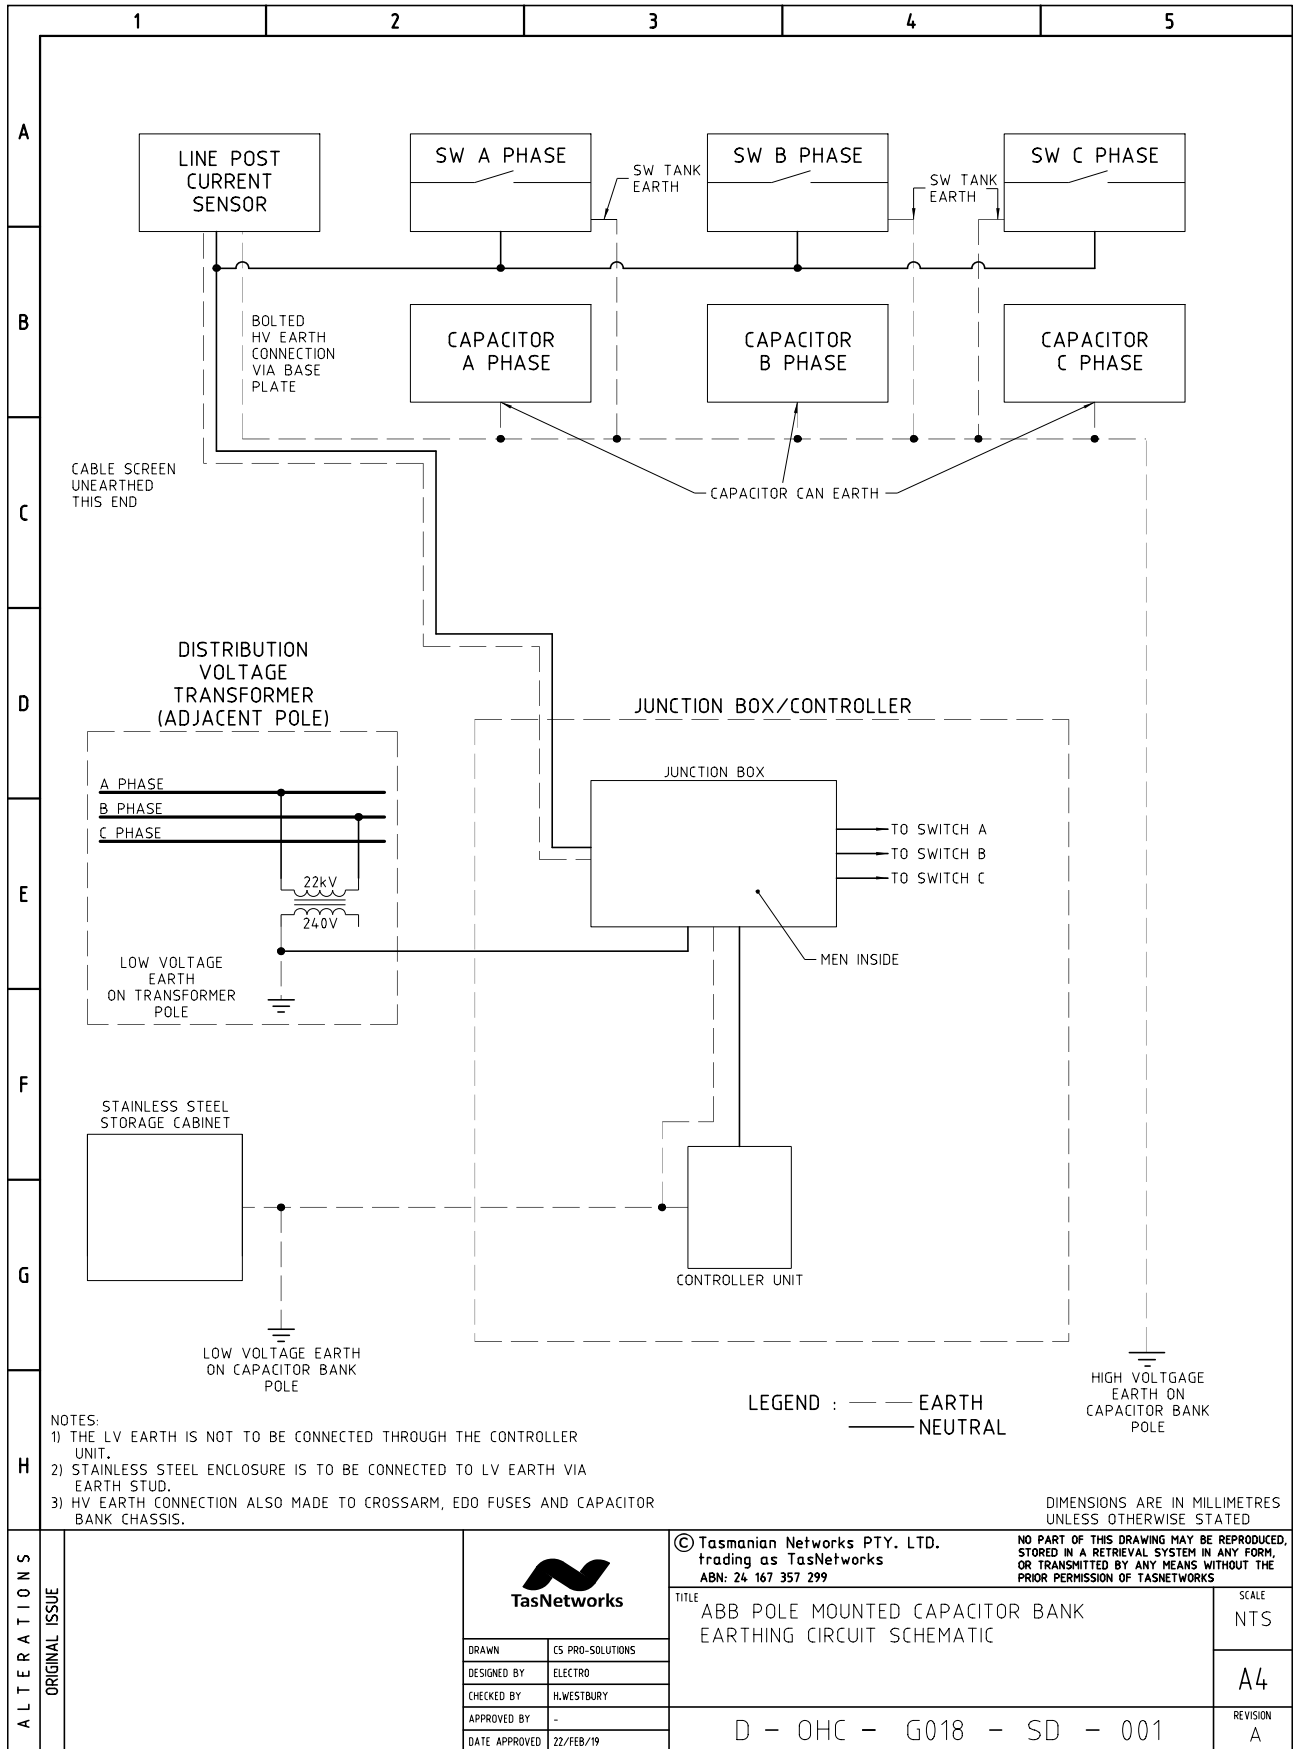 1 2 3 4 5
A
B
C
D
E
F
G
H
LINE POST
CURRENT
SENSOR
SW A PHASE
SW TANK
EARTH
SW B PHASE
SW TANK
EARTH
SW C PHASE
BOLTED
HV EARTH
CONNECTION
VIA BASE
PLATE
CAPACITOR
A PHASE
CAPACITOR
B PHASE
CAPACITOR
C PHASE
CABLE SCREEN
UNEARTHED
THIS END
CAPACITOR CAN EARTH
DISTRIBUTION
VOLTAGE
TRANSFORMER
(ADJACENT POLE)
A PHASE
B PHASE
C PHASE
22kV
240V
LOW VOLTAGE
EARTH
ON TRANSFORMER
POLE
JUNCTION BOX/CONTROLLER
JUNCTION BOX
TO SWITCH A
TO SWITCH B
TO SWITCH C
MEN INSIDE
STAINLESS STEEL
STORAGE CABINET
CONTROLLER UNIT
LOW VOLTAGE EARTH
ON CAPACITOR BANK
POLE
HIGH VOLTGAGE
EARTH ON
CAPACITOR BANK
POLE
LEGEND : EARTH
NEUTRAL
NOTES:
1) THE LV EARTH IS NOT TO BE CONNECTED THROUGH THE CONTROLLER
UNIT.
2) STAINLESS STEEL ENCLOSURE IS TO BE CONNECTED TO LV EARTH VIA
EARTH STUD.
3) HV EARTH CONNECTION ALSO MADE TO CROSSARM, EDO FUSES AND CAPACITOR
BANK CHASSIS.
DIMENSIONS ARE IN MILLIMETRES
UNLESS OTHERWISE STATED
ALTERATIONS
ORIGINAL ISSUE
TasNetworks
DRAWN CS PRO-SOLUTIONS
DESIGNED BY ELECTRO
CHECKED BY H.WESTBURY
APPROVED BY -
DATE APPROVED 22/FEB/19
© Tasmanian Networks PTY. LTD.
trading as TasNetworks
ABN: 24 167 357 299
NO PART OF THIS DRAWING MAY BE REPRODUCED,
STORED IN A RETRIEVAL SYSTEM IN ANY FORM,
OR TRANSMITTED BY ANY MEANS WITHOUT THE
PRIOR PERMISSION OF TASNETWORKS
TITLE
ABB POLE MOUNTED CAPACITOR BANK
EARTHING CIRCUIT SCHEMATIC
SCALE
NTS
A4
D - OHC - G018 - SD - 001
REVISION
A